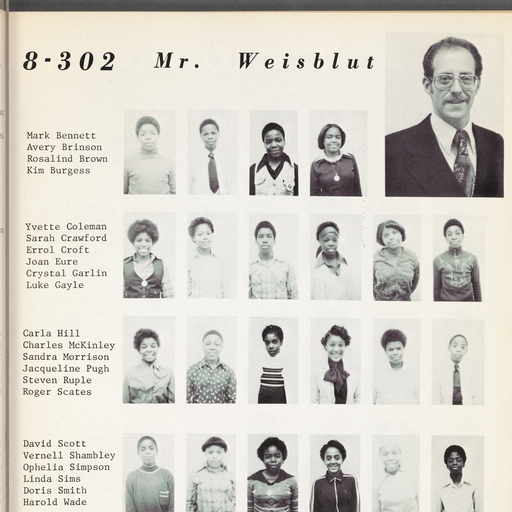 8-302 Mr. Weisblut
Mark Bennett
Avery Brinson
Rosalind Brown
Kim Burgess
Yvette Coleman
Sarah Crawford
Errol Croft
Joan Eure
Crystal Garlin
Luke Gayle
Carla Hill
Charles McKinley
Sandra Morrison
Jacqueline Pugh
Steven Ruple
Roger Scates
David Scott
Vernell Shambley
Ophelia Simpson
Linda Sims
Doris Smith
Harold Wade